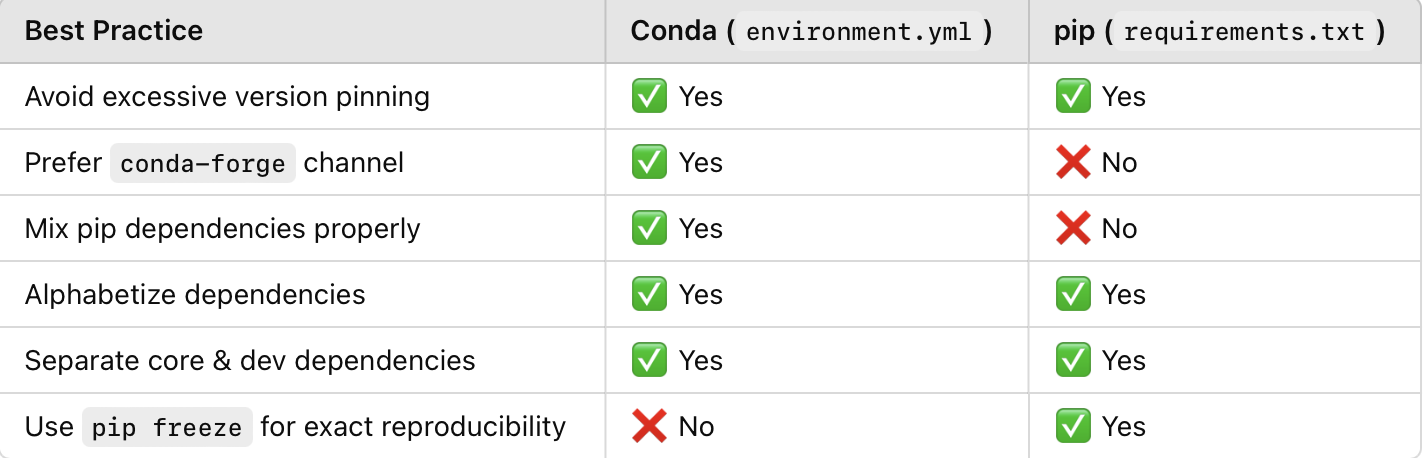 Best Practice Conda ( environment.yml ) pip ( requirements.txt )
Avoid excessive version pinning ✅ Yes ✅ Yes
Prefer conda-forge channel ✅ Yes ❌ No
Mix pip dependencies properly ✅ Yes ❌ No
Alphabetize dependencies ✅ Yes ✅ Yes
Separate core & dev dependencies ✅ Yes ✅ Yes
Use pip freeze for exact reproducibility ❌ No ✅ Yes